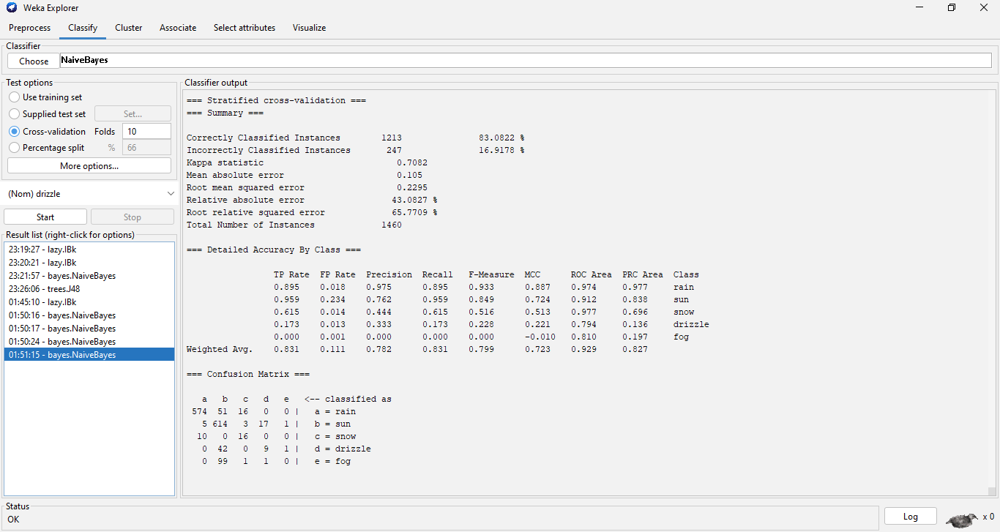 Weka Explorer
Preprocess Classify Cluster Associate Select attributes Visualize
Classifier
Choose NaiveBayes
Test options
Use training set
Supplied test set Set...
Cross-validation Folds 10
Percentage split % 66
More options...
(Nom) drizzle
Start Stop
Result list (right-click for options)
23:19:27 - lazy.IBk
23:20:21 - lazy.IBk
23:21:57 - bayes.NaiveBayes
23:26:06 - trees.J48
01:45:10 - lazy.IBk
01:50:16 - bayes.NaiveBayes
01:50:17 - bayes.NaiveBayes
01:50:24 - bayes.NaiveBayes
01:51:15 - bayes.NaiveBayes
Classifier output
=== Stratified cross-validation ===
=== Summary ===
Correctly Classified Instances 1213 83.0822 %
Incorrectly Classified Instances 247 16.9178 %
Kappa statistic 0.7082
Mean absolute error 0.105
Root mean squared error 0.2295
Relative absolute error 43.0827 %
Root relative squared error 65.7709 %
Total Number of Instances 1460
=== Detailed Accuracy By Class ===
TP Rate FP Rate Precision Recall F-Measure MCC ROC Area PRC Area Class
0.895 0.018 0.975 0.895 0.933 0.887 0.974 0.977 rain
0.959 0.234 0.762 0.959 0.849 0.724 0.912 0.838 sun
0.615 0.014 0.444 0.615 0.516 0.513 0.977 0.696 snow
0.173 0.013 0.333 0.173 0.228 0.221 0.794 0.136 drizzle
0.000 0.001 0.000 0.000 0.000 -0.010 0.810 0.197 fog
Weighted Avg. 0.831 0.111 0.782 0.831 0.799 0.723 0.929 0.827
=== Confusion Matrix ===
a b c d e <-- classified as
574 51 16 0 0 | a = rain
5 614 3 17 1 | b = sun
10 0 16 0 0 | c = snow
0 42 0 9 1 | d = drizzle
0 99 1 1 0 | e = fog
Status
OK
Log x 0